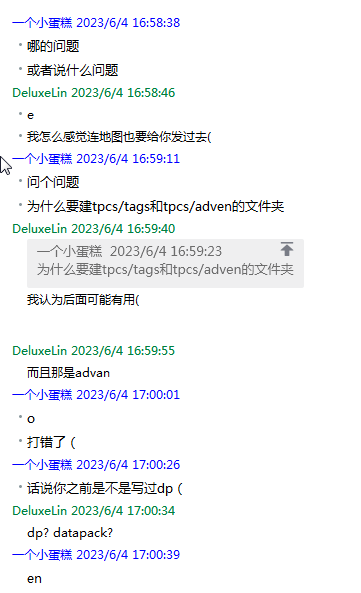 一个小蛋糕 2023/6/4 16:58:38
哪的问题
或者说什么问题
DeluxeLin 2023/6/4 16:58:46
e
我怎么感觉连地图也要给你发过去(
一个小蛋糕 2023/6/4 16:59:11
问个问题
为什么要建tpcs/tags和tpcs/adven的文件夹
DeluxeLin 2023/6/4 16:59:40
一个小蛋糕 2023/6/4 16:59:23
为什么要建tpcs/tags和tpcs/adven的文件夹
我认为后面可能有用(
DeluxeLin 2023/6/4 16:59:55
而且那是advan
一个小蛋糕 2023/6/4 17:00:01
o
打错了（
一个小蛋糕 2023/6/4 17:00:26
话说你之前是不是写过dp（
DeluxeLin 2023/6/4 17:00:34
dp? datapack?
一个小蛋糕 2023/6/4 17:00:39
en